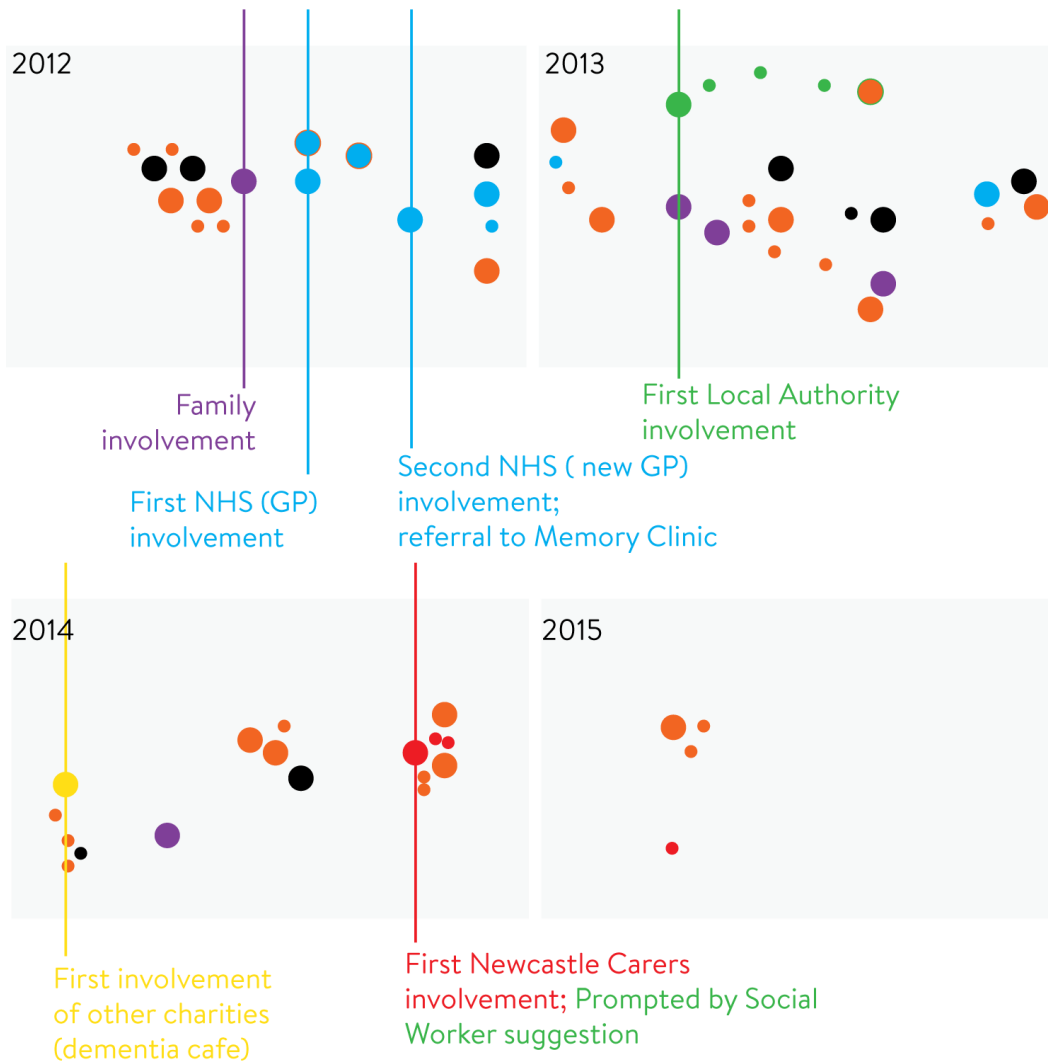 2012
2013
Family
involvement
First NHS (GP)
involvement
Second NHS ( new GP)
involvement;
referral to Memory Clinic
First Local Authority
involvement
2014
2015
First involvement
of other charities
(dementia cafe)
First Newcastle Carers
involvement; Prompted by Social
Worker suggestion